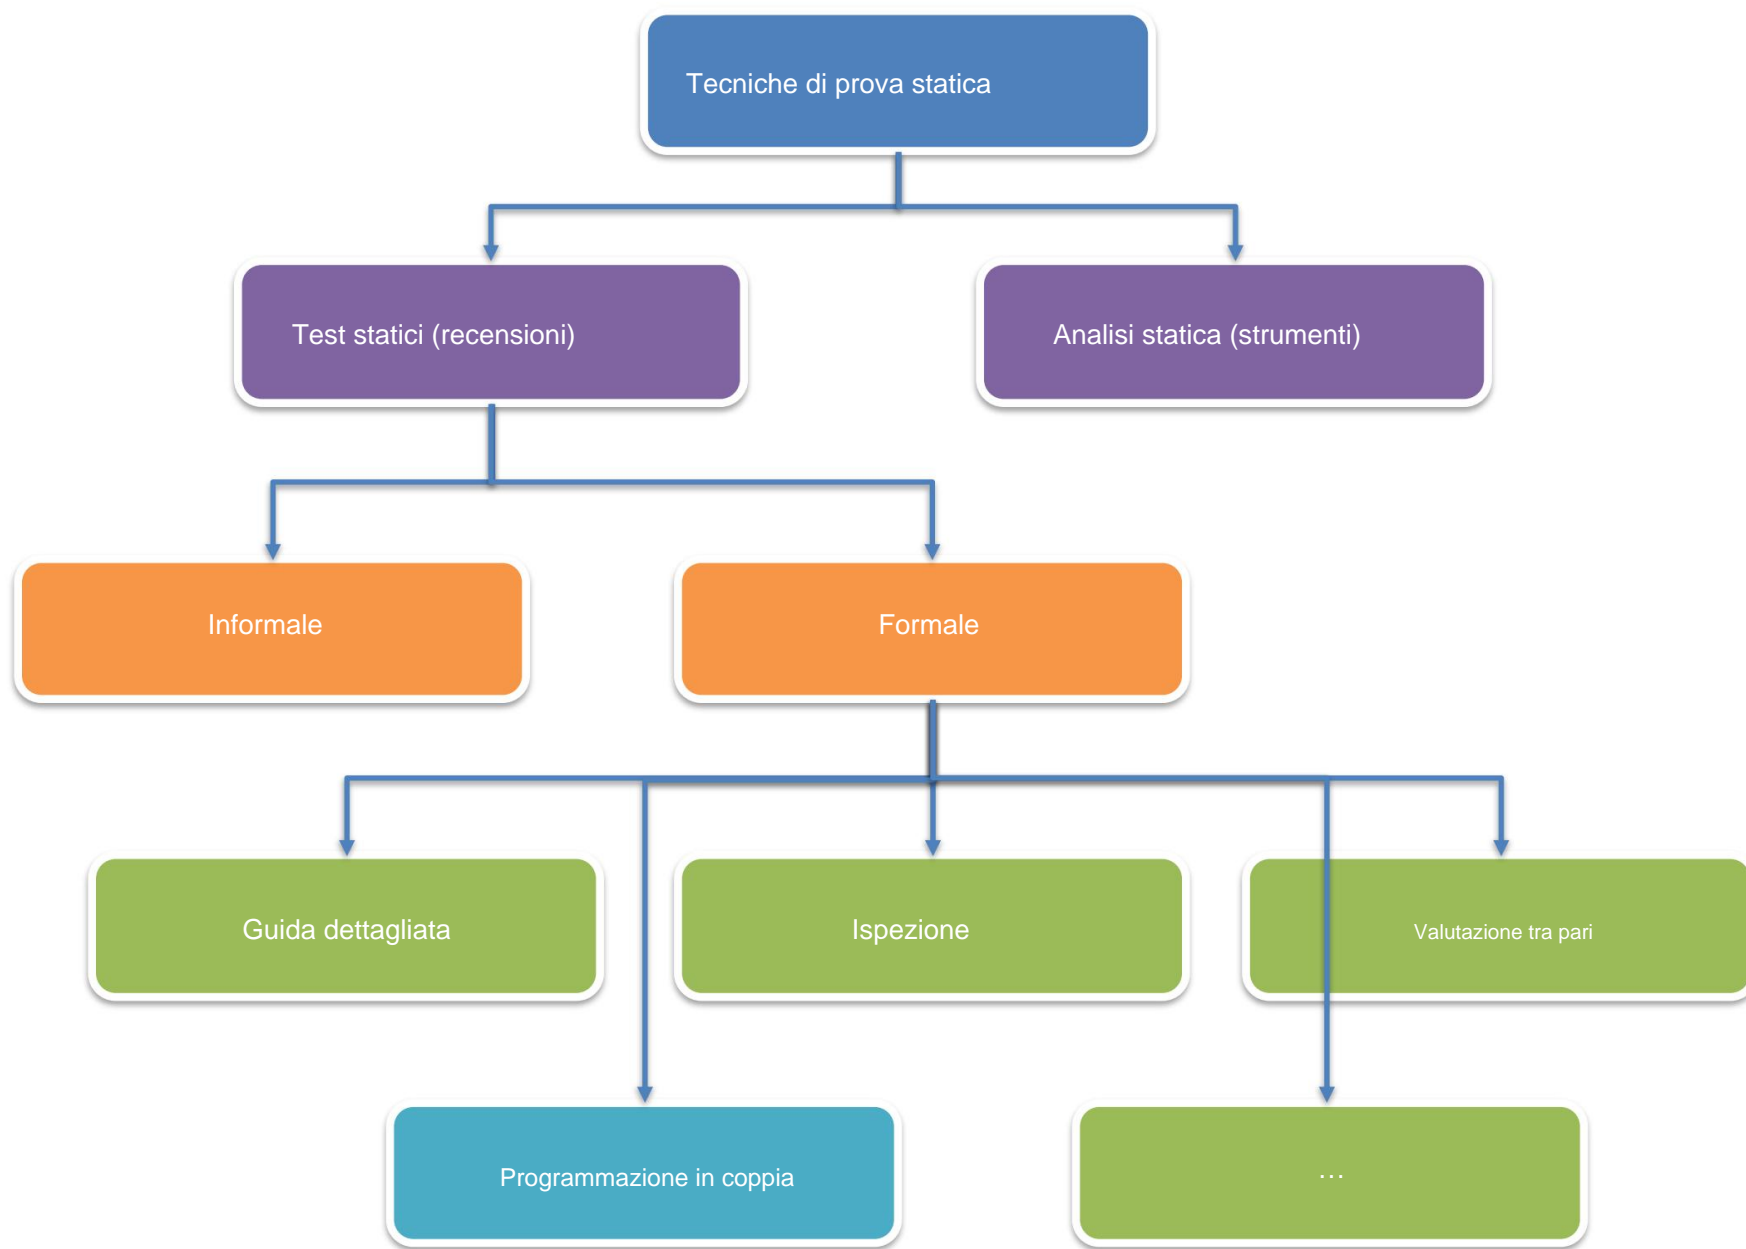 Tecniche di prova statica
Test statici (recensioni)
Analisi statica (strumenti)
Informale
Formale
Guida dettagliata
Ispezione
Valutazione tra pari
Programmazione in coppia
…